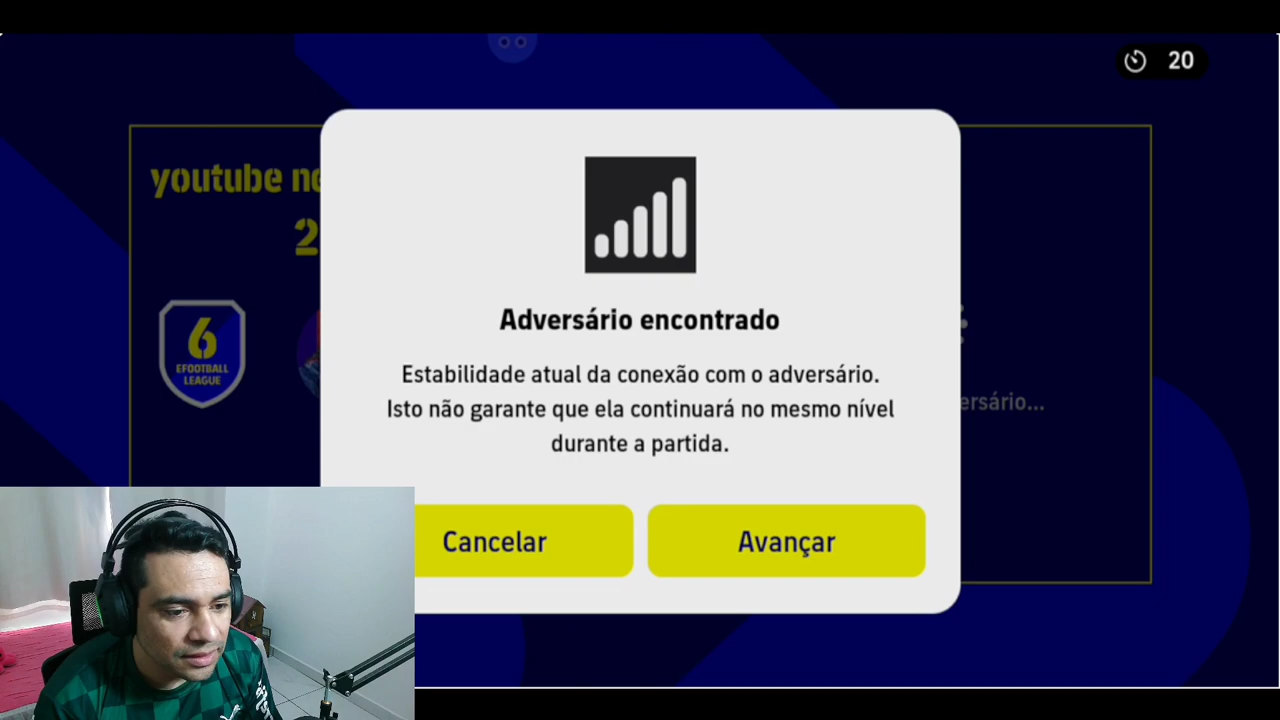 20
youtube
2
6
EFOOTBALL
LEAGUE
Adversário encontrado
Estabilidade atual da conexão com o adversário.
Isto não garante que ela continuará no mesmo nível
durante a partida.
ersário...
Cancelar
Avançar